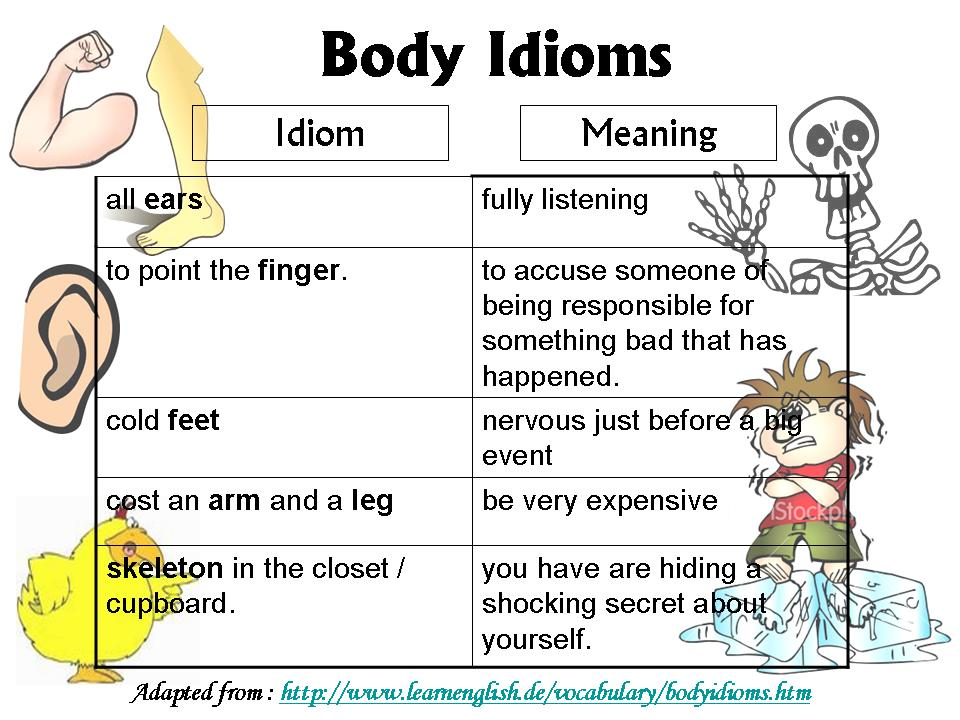 Body Idioms
Idiom
Meaning
all ears
fully listening
to point the finger.
to accuse someone of
being responsible for
something bad that has
happened.
cold feet
nervous just before a big
event
cost an arm and a leg
be very expensive
iStockp
skeleton in the closet /
cupboard.
you have are hiding a
shocking secret about
yourself.
Adapted from : http://www.learnenglish.de/vocabulary/bodyidioms.htm